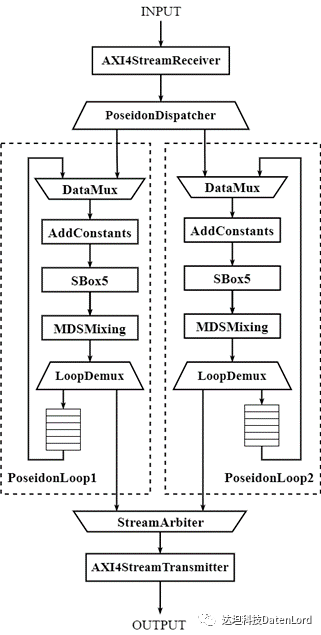 INPUT
AXI4StreamReceiver
PoseidonDispatcher
DataMux
AddConstants
SBox5
MDSMixing
LoopDemux
PoseidonLoop1
DataMux
AddConstants
SBox5
MDSMixing
LoopDemux
PoseidonLoop2
StreamArbiter
AXI4StreamTransmitter
OUTPUT
达坦科技DatenLord